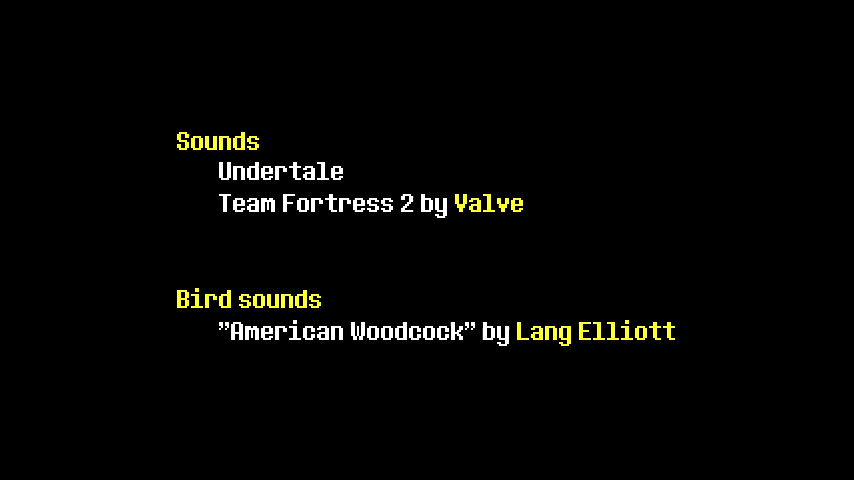 Sounds
Undertale
Team Fortress 2 by Valve
Bird sounds
”American Woodcock” by Lang Elliott